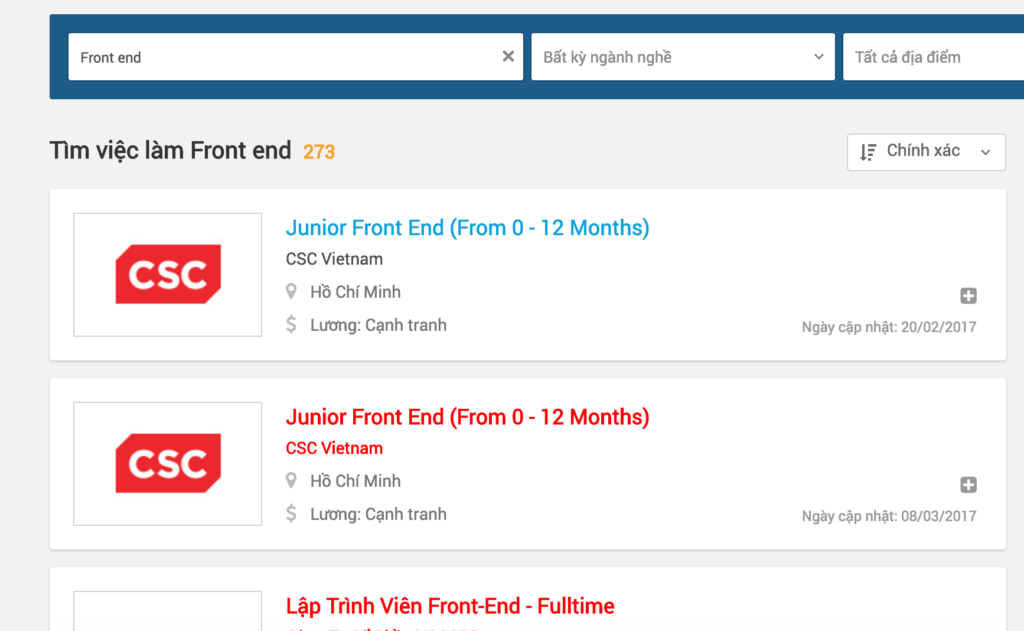 Front end
Bất kỳ ngành nghề
Tất cả địa điểm
Tìm việc làm Front end 273
Chính xác
CSC
Junior Front End (From 0 - 12 Months)
CSC Vietnam
Hồ Chí Minh
$ Lương: Cạnh tranh
Ngày cập nhật: 20/02/2017
CSC
Junior Front End (From 0 - 12 Months)
CSC Vietnam
Hồ Chí Minh
$ Lương: Cạnh tranh
Ngày cập nhật: 08/03/2017
Lập Trình Viên Front-End - Fulltime